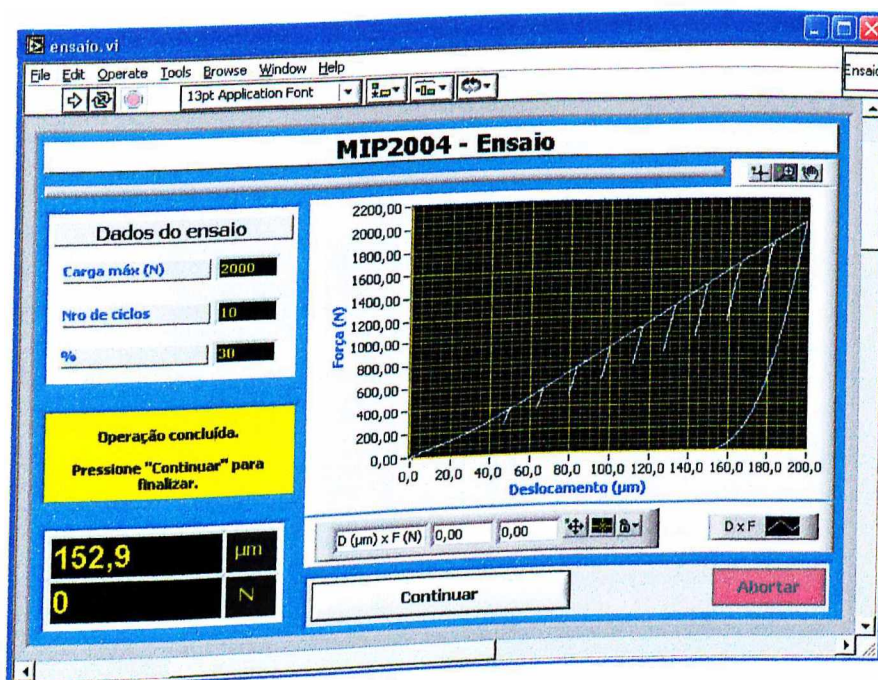 ensaio.vi
File Edit Operate Tools Browse Window Help
13pt Application Font
Ensaio
MIP2004 - Ensaio
Dados do ensaio
Carga máx (N) 2000
Nro de ciclos 10
% 30
Operação concluída.
Pressione "Continuar" para
finalizar.
152,9 µm
0 N
Força (N)
2200,00
2000,00
1800,00
1600,00
1400,00
1200,00
1000,00
800,00
600,00
400,00
200,00
0,00
0,0 20,0 40,0 60,0 80,0 100,0 120,0 140,0 160,0 180,0 200,0
Deslocamento (µm)
D (µm) x F (N) 0,00 0,00
D x F
Continuar
Abortar